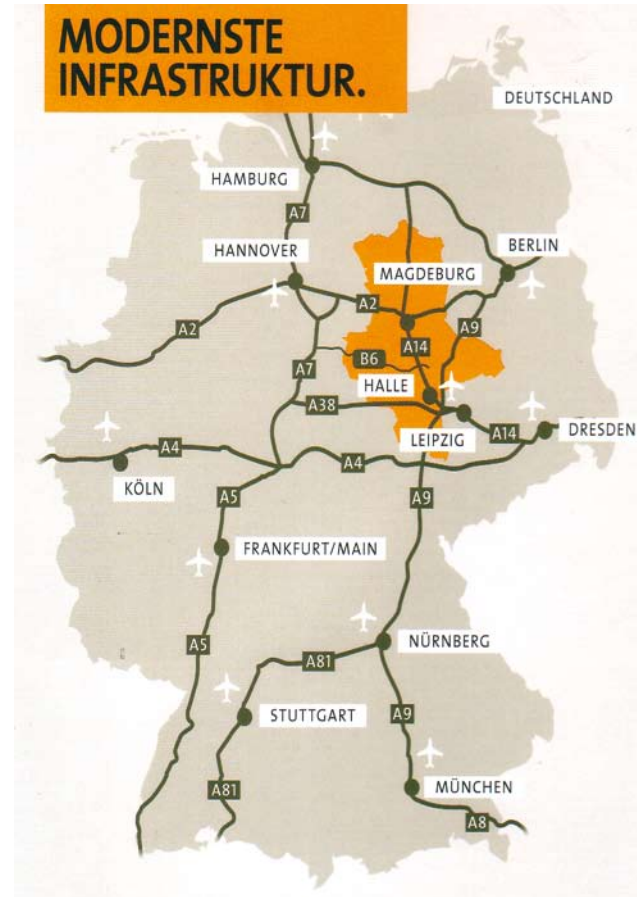 MODERNSTE
INFRASTRUKTUR.
DEUTSCHLAND
HAMBURG
A7
HANNOVER
BERLIN
MAGDEBURG
A2
A2
A9
A14
B6
A7
HALLE
A38
LEIPZIG
A14
DRESDEN
A4
A4
KÖLN
A5
A9
FRANKFURT/MAIN
A5
A81
NÜRNBERG
STUTTGART
A9
A81
MÜNCHEN
A8